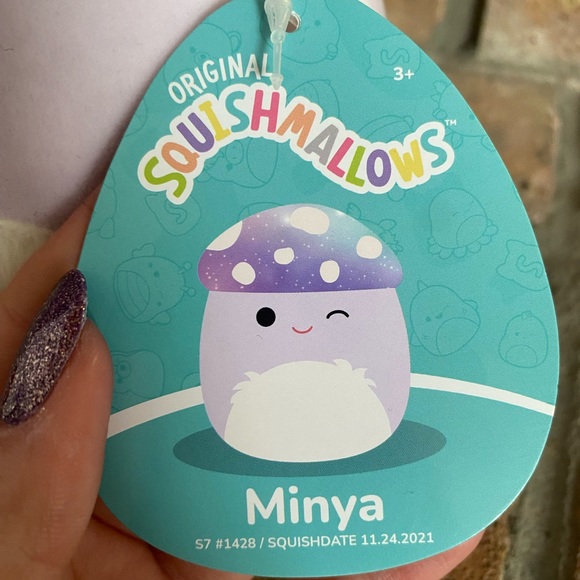 ORIGINAL
3+
SQUISHMALLOWS™
Minya
S7 #1428 / SQUISHDATE 11.24.2021